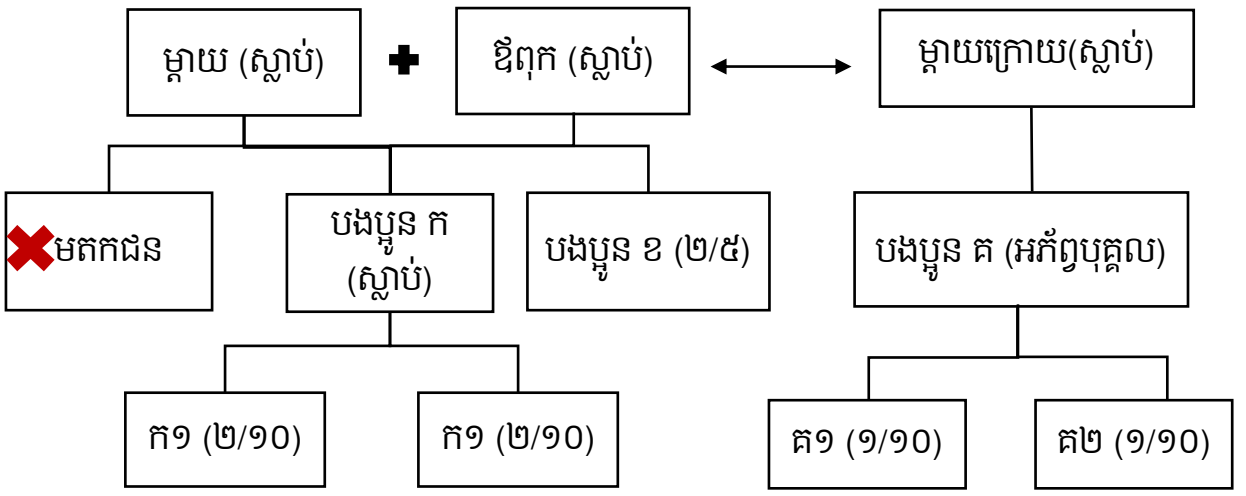 ម្តាយ (ស្លាប់)
ឪពុក (ស្លាប់)
ម្តាយក្រោយ(ស្លាប់)
មតកជន
បងប្អូន ក
(ស្លាប់)
បងប្អូន ខ (២/៥)
បងប្អូន គ (អភ័ព្វបុគ្គល)
ក១ (២/១០)
ក១ (២/១០)
គ១ (១/១០)
គ២ (១/១០)